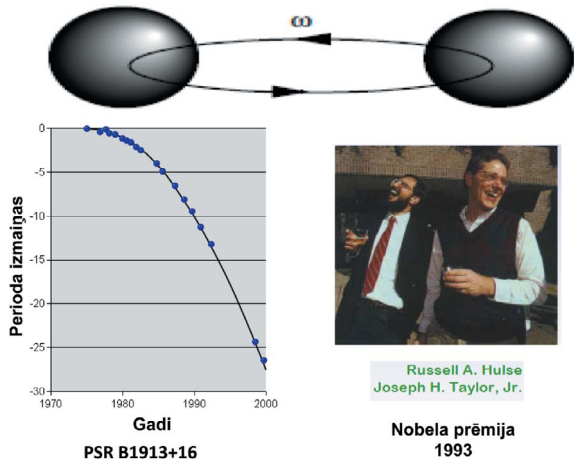 ω
0
-5
-10
-15
-20
-25
-30
Perioda izmaiņas
1970
1980
1990
2000
Gadi
PSR B1913+16
Russell A. Hulse
Joseph H. Taylor, Jr.
Nobela prēmija
1993